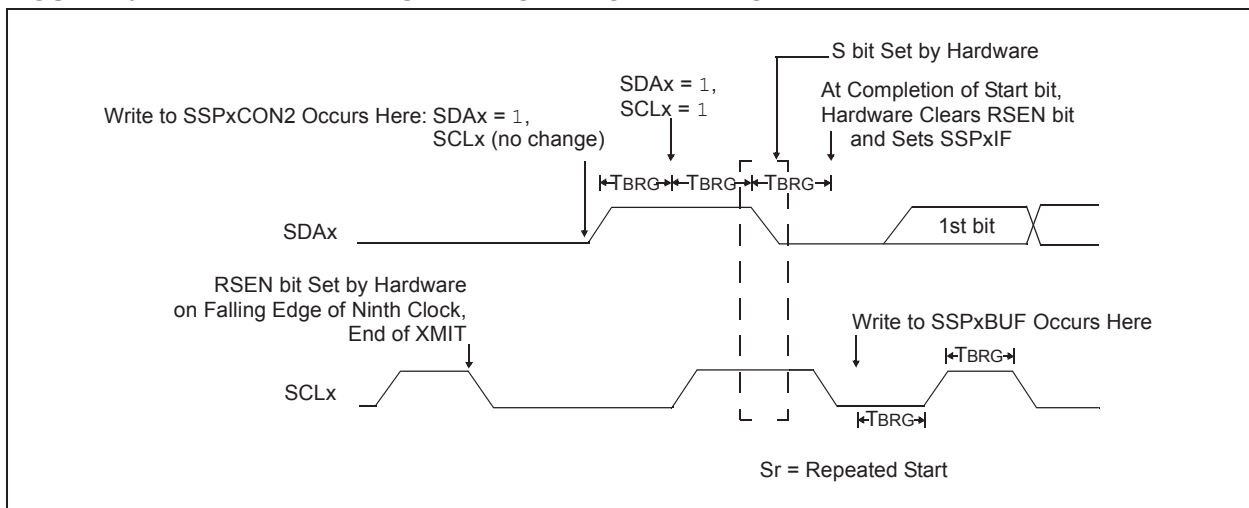 S bit Set by Hardware
SDAx = 1,
SCLx = 1
At Completion of Start bit,
Hardware Clears RSEN bit
and Sets SSPxIF
Write to SSPxCON2 Occurs Here: SDAx = 1,
SCLx (no change)
TBRG
TBRG
TBRG
SDAx
1st bit
RSEN bit Set by Hardware
on Falling Edge of Ninth Clock,
End of XMIT
Write to SSPxBUF Occurs Here
TBRG
SCLx
TBRG
Sr = Repeated Start